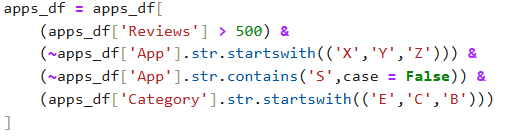 apps_df = apps_df[
(apps_df['Reviews'] > 500) &
(~apps_df['App'].str.startswith(('X','Y','Z'))) &
(~apps_df['App'].str.contains('S',case = False)) &
(apps_df['Category'].str.startswith(('E','C','B')))
]